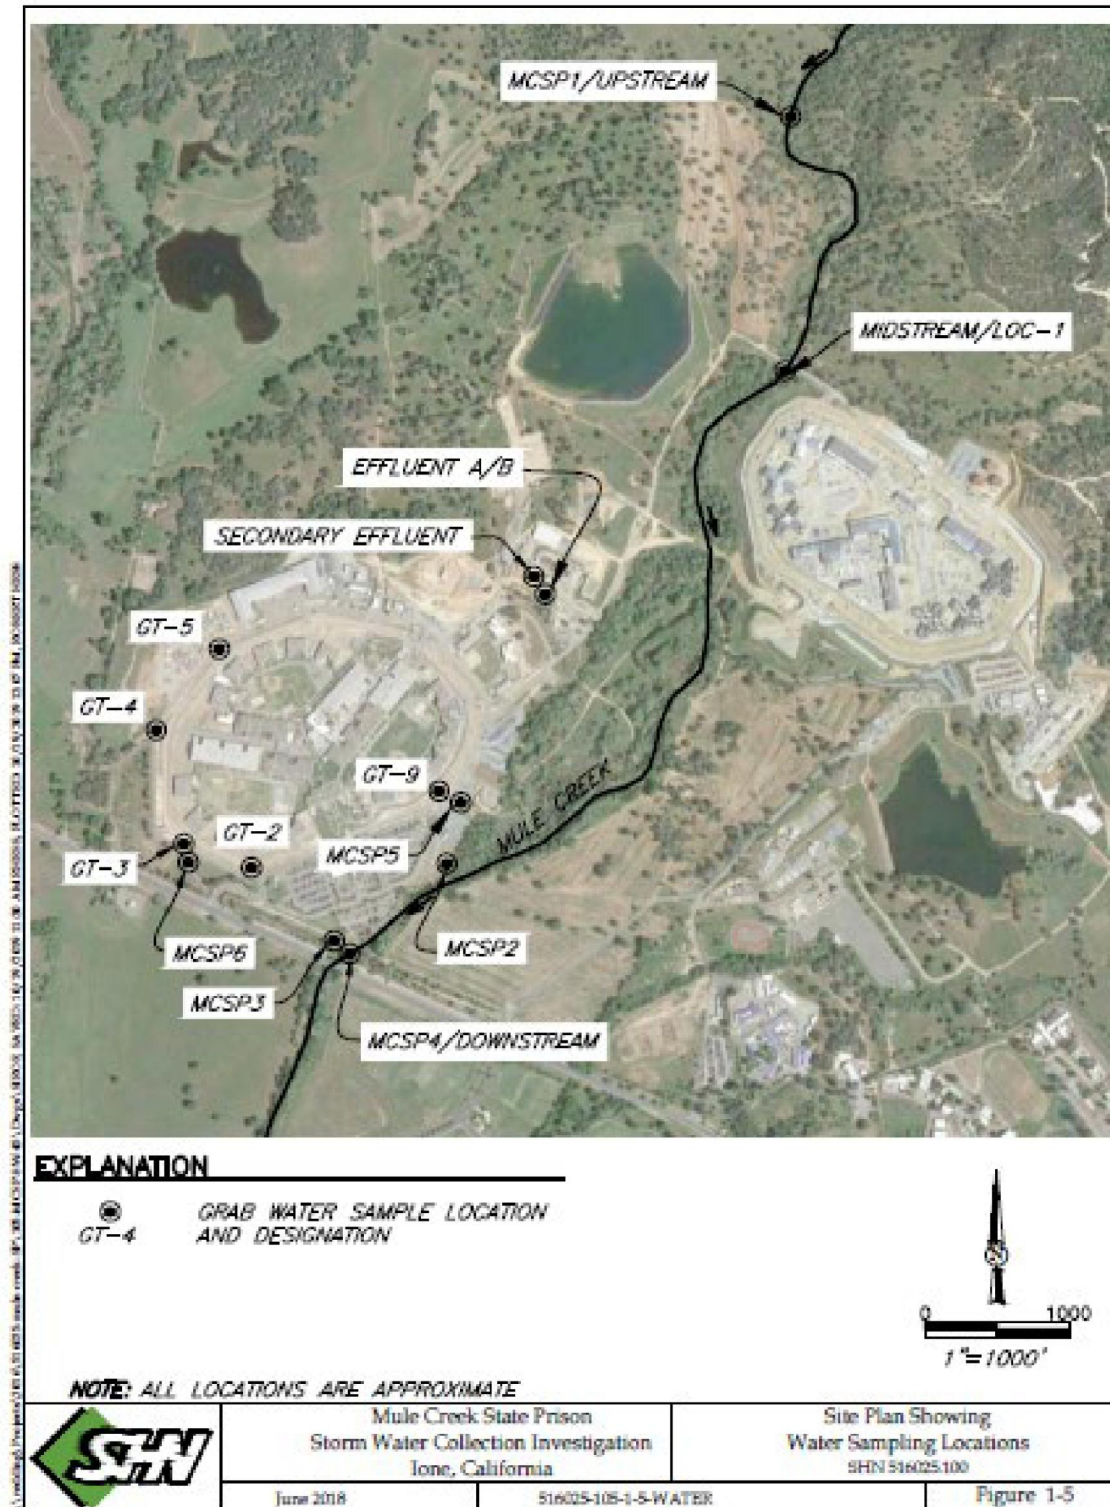 MCSP1/UPSTREAM
MIDSTREAM/LOC-1
EFFLUENT A/B
SECONDARY EFFLUENT
GT-5
GT-4
GT-9
MULE CREEK
GT-2
MCSP5
GT-3
MCSP6
MCSP2
MCSP3
MCSP4/DOWNSTREAM
EXPLANATION
GT-4
GRAB WATER SAMPLE LOCATION
AND DESIGNATION
N
0 1000
1"=1000'
NOTE: ALL LOCATIONS ARE APPROXIMATE
SHN
Mule Creek State Prison
Storm Water Collection Investigation
Ione, California
Site Plan Showing
Water Sampling Locations
SHN 516025.100
June 2018
516025-105-1-5-WATER
Figure 1-5